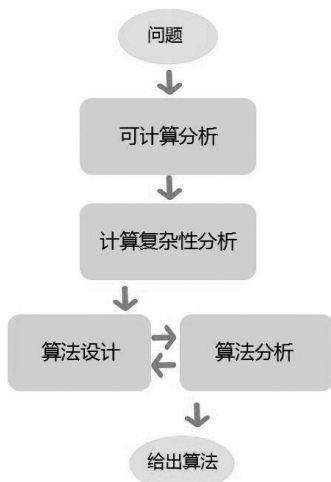 问题
可计算分析
计算复杂性分析
算法设计
算法分析
给出算法